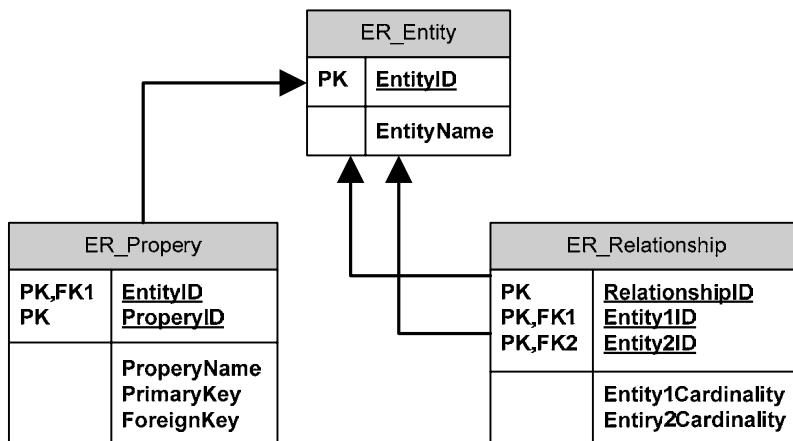 ER_Entity
PK EntityID
EntityName
ER_Propery
PK,FK1 EntityID
PK ProperyID
ProperyName
PrimaryKey
ForeignKey
ER_Relationship
PK RelationshipID
PK,FK1 Entity1ID
PK,FK2 Entity2ID
Entity1Cardinality
Entiry2Cardinality